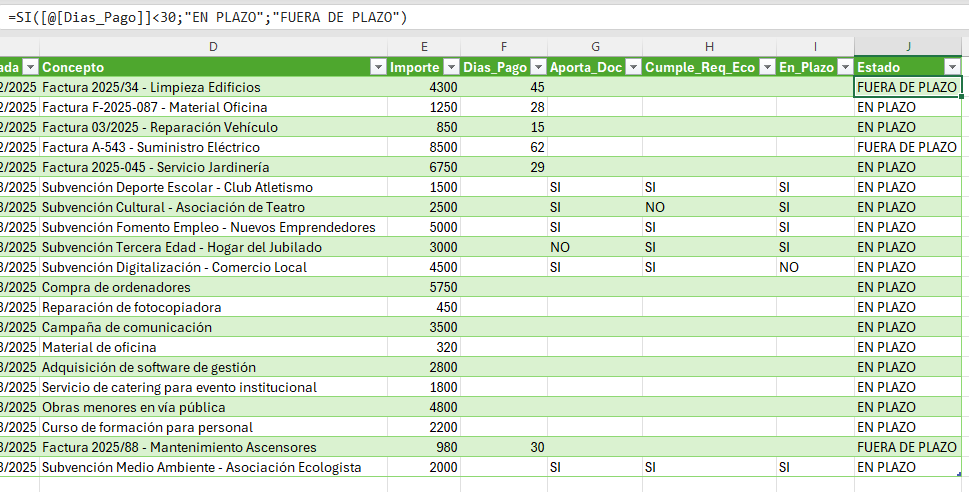 =SI([@[Dias_Pago]]<30;"EN PLAZO";"FUERA DE PLAZO")
D E F G H I J
ada Concepto Importe Dias_Pago Aporta_Doc Cumple_Req_Eco En_Plazo Estado
2/2025 Factura 2025/34 - Limpieza Edificios 4300 45 FUERA DE PLAZO
2/2025 Factura F-2025-087 - Material Oficina 1250 28 EN PLAZO
2/2025 Factura 03/2025 - Reparación Vehículo 850 15 EN PLAZO
2/2025 Factura A-543 - Suministro Eléctrico 8500 62 FUERA DE PLAZO
2/2025 Factura 2025-045 - Servicio Jardinería 6750 29 EN PLAZO
3/2025 Subvención Deporte Escolar - Club Atletismo 1500 SI SI SI EN PLAZO
3/2025 Subvención Cultural - Asociación de Teatro 2500 SI NO SI EN PLAZO
3/2025 Subvención Fomento Empleo - Nuevos Emprendedores 5000 SI SI SI EN PLAZO
3/2025 Subvención Tercera Edad - Hogar del Jubilado 3000 NO SI SI EN PLAZO
3/2025 Subvención Digitalización - Comercio Local 4500 SI SI NO EN PLAZO
3/2025 Compra de ordenadores 5750 EN PLAZO
3/2025 Reparación de fotocopiadora 450 EN PLAZO
3/2025 Campaña de comunicación 3500 EN PLAZO
3/2025 Material de oficina 320 EN PLAZO
3/2025 Adquisición de software de gestión 2800 EN PLAZO
3/2025 Servicio de catering para evento institucional 1800 EN PLAZO
3/2025 Obras menores en vía pública 4800 EN PLAZO
3/2025 Curso de formación para personal 2200 EN PLAZO
3/2025 Factura 2025/88 - Mantenimiento Ascensores 980 30 FUERA DE PLAZO
3/2025 Subvención Medio Ambiente - Asociación Ecologista 2000 SI SI SI EN PLAZO